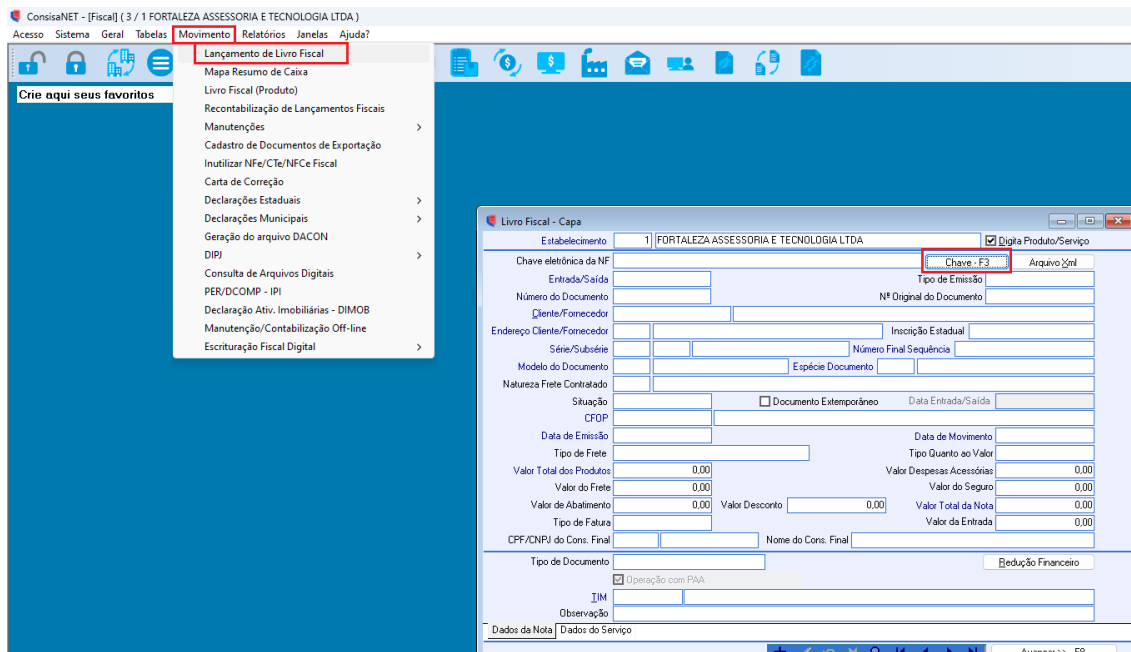 ConsisaNET - [Fiscal] ( 3 / 1 FORTALEZA ASSESSORIA E TECNOLOGIA LTDA )
Acesso Sistema Geral Tabelas Movimento Relatórios Janelas Ajuda?
Crie aqui seus favoritos
Lançamento de Livro Fiscal
Mapa Resumo de Caixa
Livro Fiscal (Produto)
Recontabilização de Lançamentos Fiscais
Manutenções
Cadastro de Documentos de Exportação
Inutilizar NFe/CTe/NFCe Fiscal
Carta de Correção
Declarações Estaduais
Declarações Municipais
Geração do arquivo DACON
DIPJ
Consulta de Arquivos Digitais
PER/DCOMP - IPI
Declaração Ativ. Imobiliárias - DIMOB
Manutenção/Contabilização Off-line
Escrituração Fiscal Digital
Livro Fiscal - Capa
Estabelecimento 1 FORTALEZA ASSESSORIA E TECNOLOGIA LTDA Digita Produto/Serviço
Chave eletrônica da NF Chave - F3 Arquivo Xml
Entrada/Saída Tipo de Emissão
Número do Documento Nº Original do Documento
Cliente/Fornecedor
Endereço Cliente/Fornecedor Inscrição Estadual
Série/Subsérie Número Final Sequência
Modelo do Documento Espécie Documento
Natureza Frete Contratado
Situação Documento Extemporâneo Data Entrada/Saída
CFOP
Data de Emissão Data de Movimento
Tipo de Frete Tipo Quanto ao Valor
Valor Total dos Produtos 0,00 Valor Despesas Acessórias 0,00
Valor do Frete 0,00 Valor do Seguro 0,00
Valor de Abatimento 0,00 Valor Desconto 0,00 Valor Total da Nota 0,00
Tipo de Fatura Valor da Entrada 0,00
CPF/CNPJ do Cons. Final Nome do Cons. Final
Tipo de Documento Redução Financeiro
Operação com PAA
TIM
Observação
Dados da Nota Dados do Serviço
Avançar >> F8